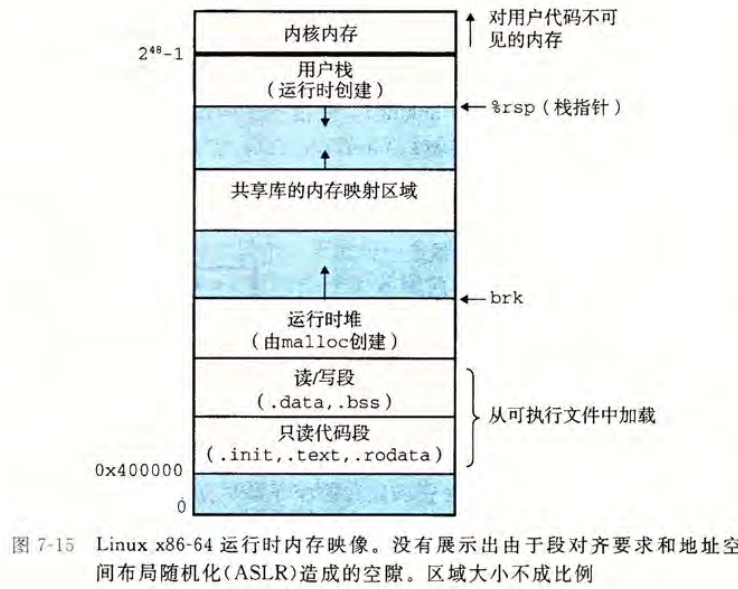 内核内存
对用户代码不可
见的内存
2⁴⁸-1
用户栈
(运行时创建)
%rsp (栈指针)
共享库的内存映射区域
brk
运行时堆
(由malloc创建)
读/写段
(.data,.bss)
从可执行文件中加载
只读代码段
(.init,.text,.rodata)
0x400000
0
图 7-15 Linux x86-64 运行时内存映像。没有展示出由于段对齐要求和地址空
间布局随机化(ASLR)造成的空隙。区域大小不成比例